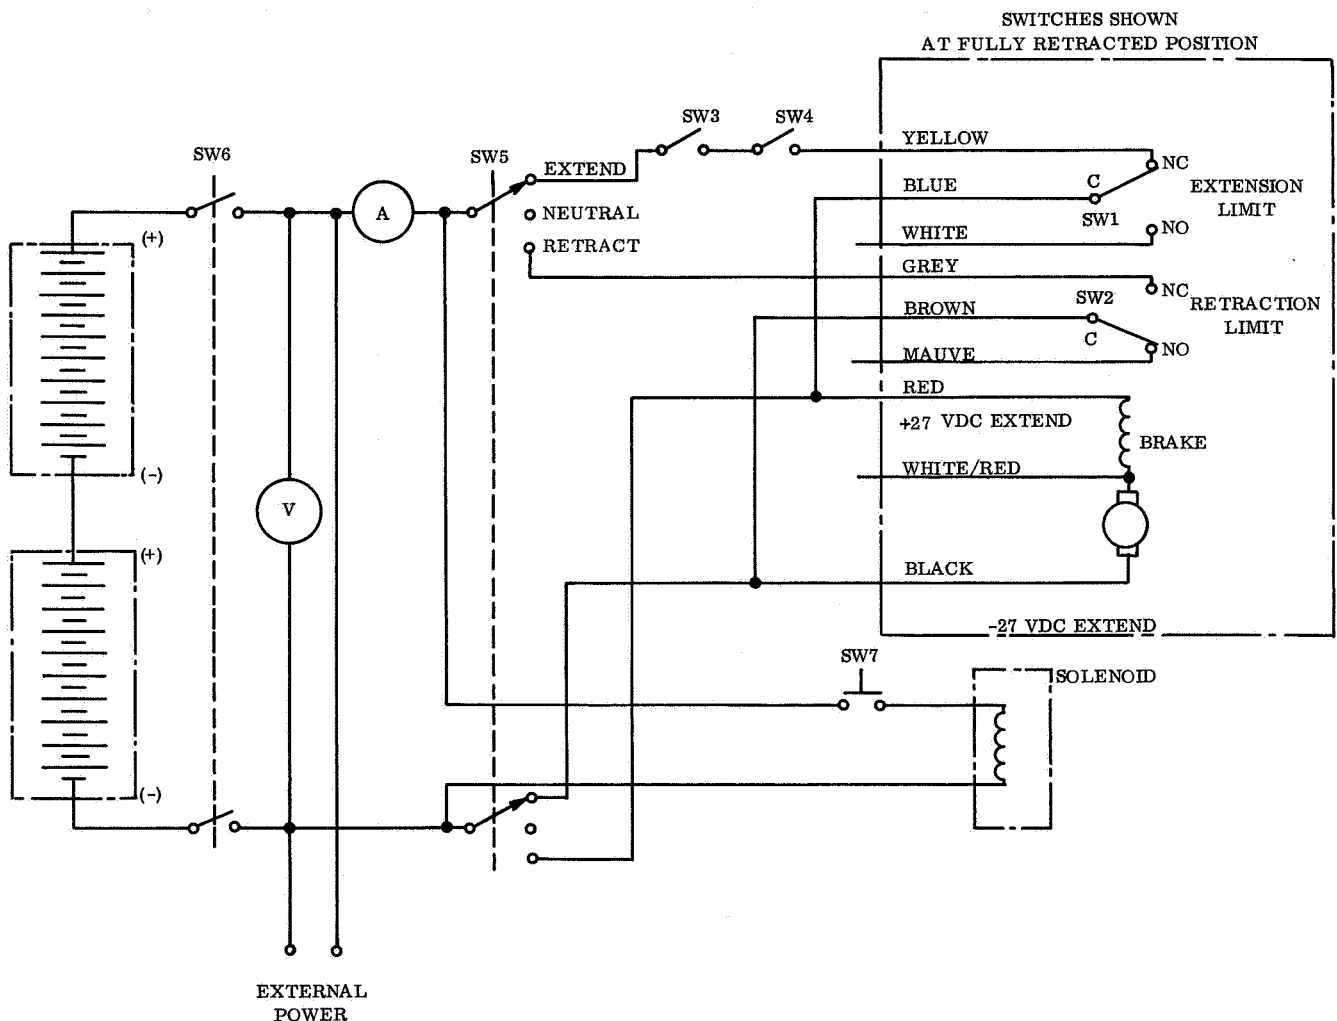 SWITCHES SHOWN
AT FULLY RETRACTED POSITION
SW3
SW4
YELLOW
SW6
SW5
EXTEND
NC
BLUE
C
EXTENSION
LIMIT
A
NEUTRAL
SW1
(+)
WHITE
NO
RETRACT
GREY
SW2
NC
BROWN
RETRACTION
LIMIT
C
MAUVE
NO
RED
+27 VDC EXTEND
BRAKE
(-)
WHITE/RED
V
(+)
BLACK
-27 VDC EXTEND
SW7
SOLENOID
(-)
EXTERNAL
POWER